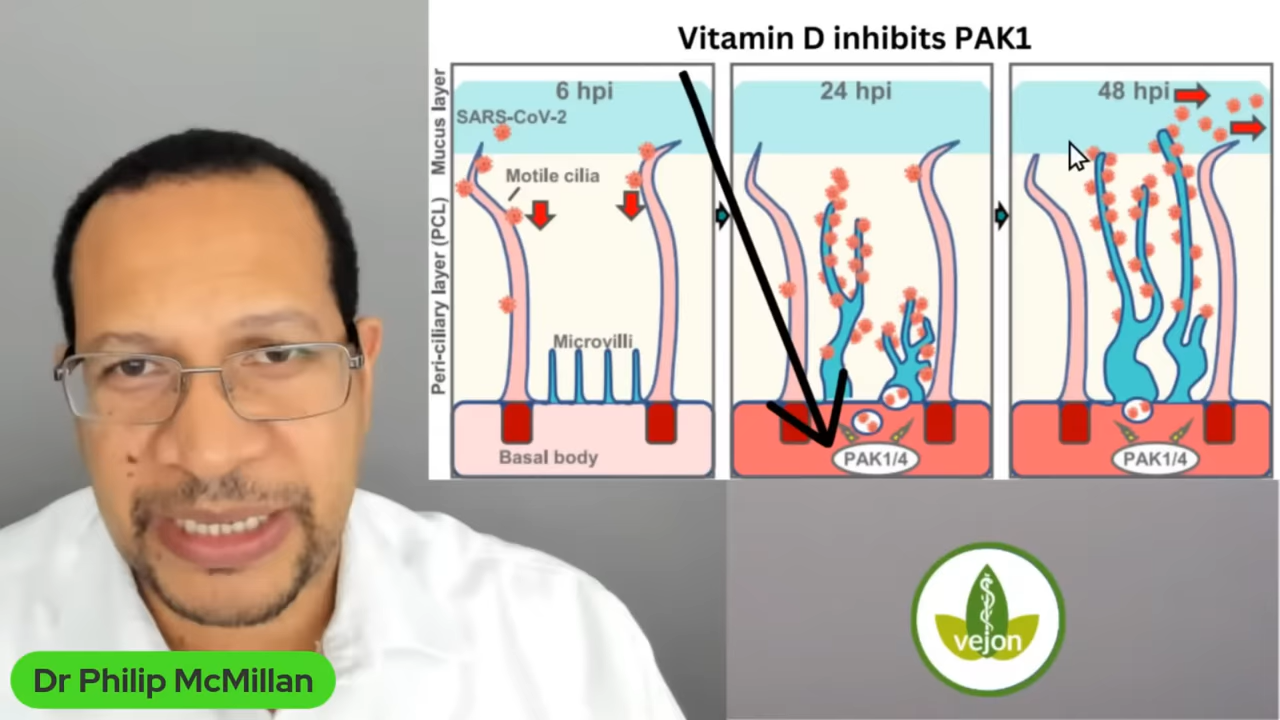 Vitamin D inhibits PAK1
Mucus layer
Peri-ciliary layer (PCL)
6 hpi
SARS-CoV-2
Motile cilia
Microvilli
Basal body
24 hpi
PAK1/4
48 hpi
PAK1/4
vejon
Dr Philip McMillan